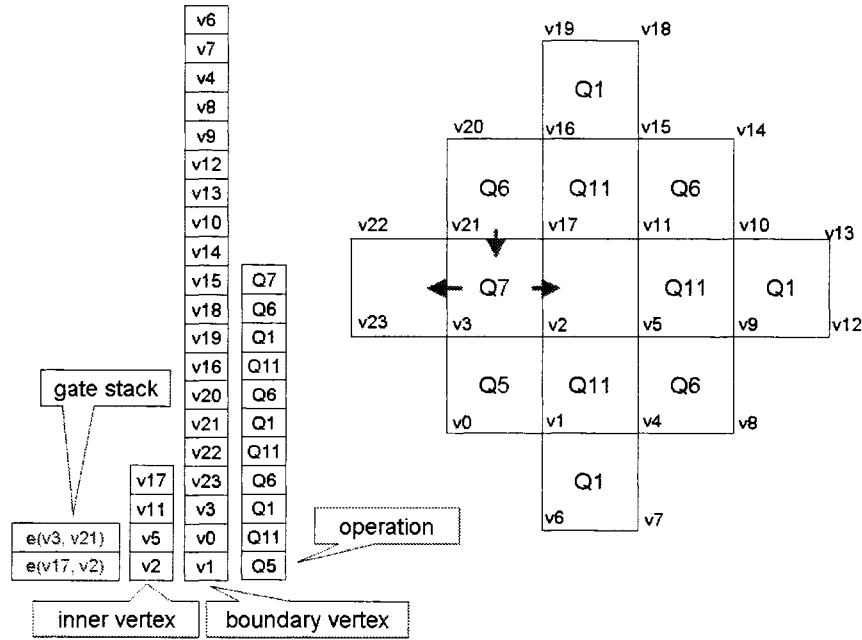 v6
v7
v4
v8
v9
v12
v13
v10
v14
v15 Q7
v18 Q6
v19 Q1
v16 Q11
v20 Q6
v21 Q1
v22 Q11
v17 v23 Q6
v11 v3 Q1
e(v3, v21) v5 v0 Q11
e(v17, v2) v2 v1 Q5
gate stack
operation
inner vertex
boundary vertex
v19 v18
Q1
v20 v16 v15 v14
Q6 Q11 Q6
v22 v21 v17 v11 v10 v13
Q7 Q11 Q1
v23 v3 v2 v5 v9 v12
Q5 Q11 Q6
v0 v1 v4 v8
Q1
v6 v7